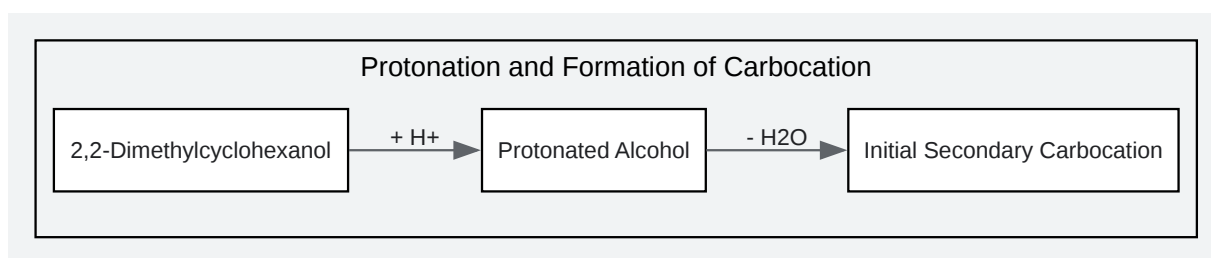 Protonation and Formation of Carbocation
2,2-Dimethylcyclohexanol
+ H+
Protonated Alcohol
- H2O
Initial Secondary Carbocation